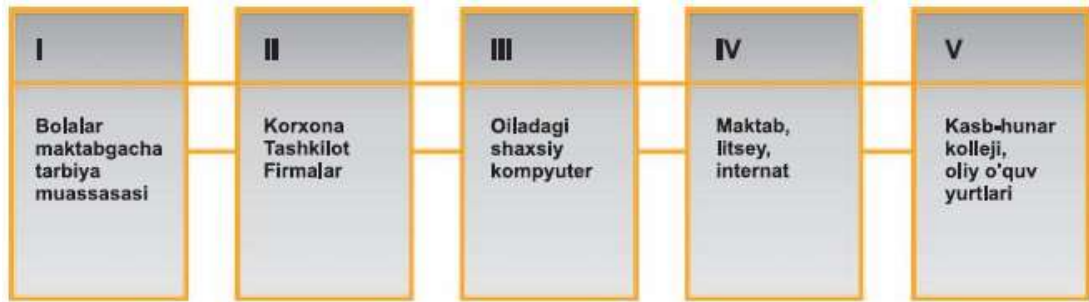 I
Bolalar
maktabgacha
tarbiya
muassasasi
II
Korxona
Tashkilot
Firmalar
III
Oiladagi
shaxsiy
kompyuter
IV
Maktab,
litsey,
internat
V
Kasb-hunar
kolleji,
oliy o'quv
yurtlari